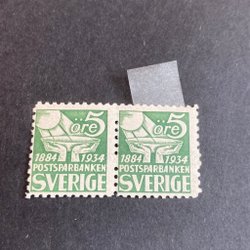 öre 5 öre 5
1884 1934 1884 1934
POSTSPARBANKEN POSTSPARBANKEN
SVERIGE SVERIGE